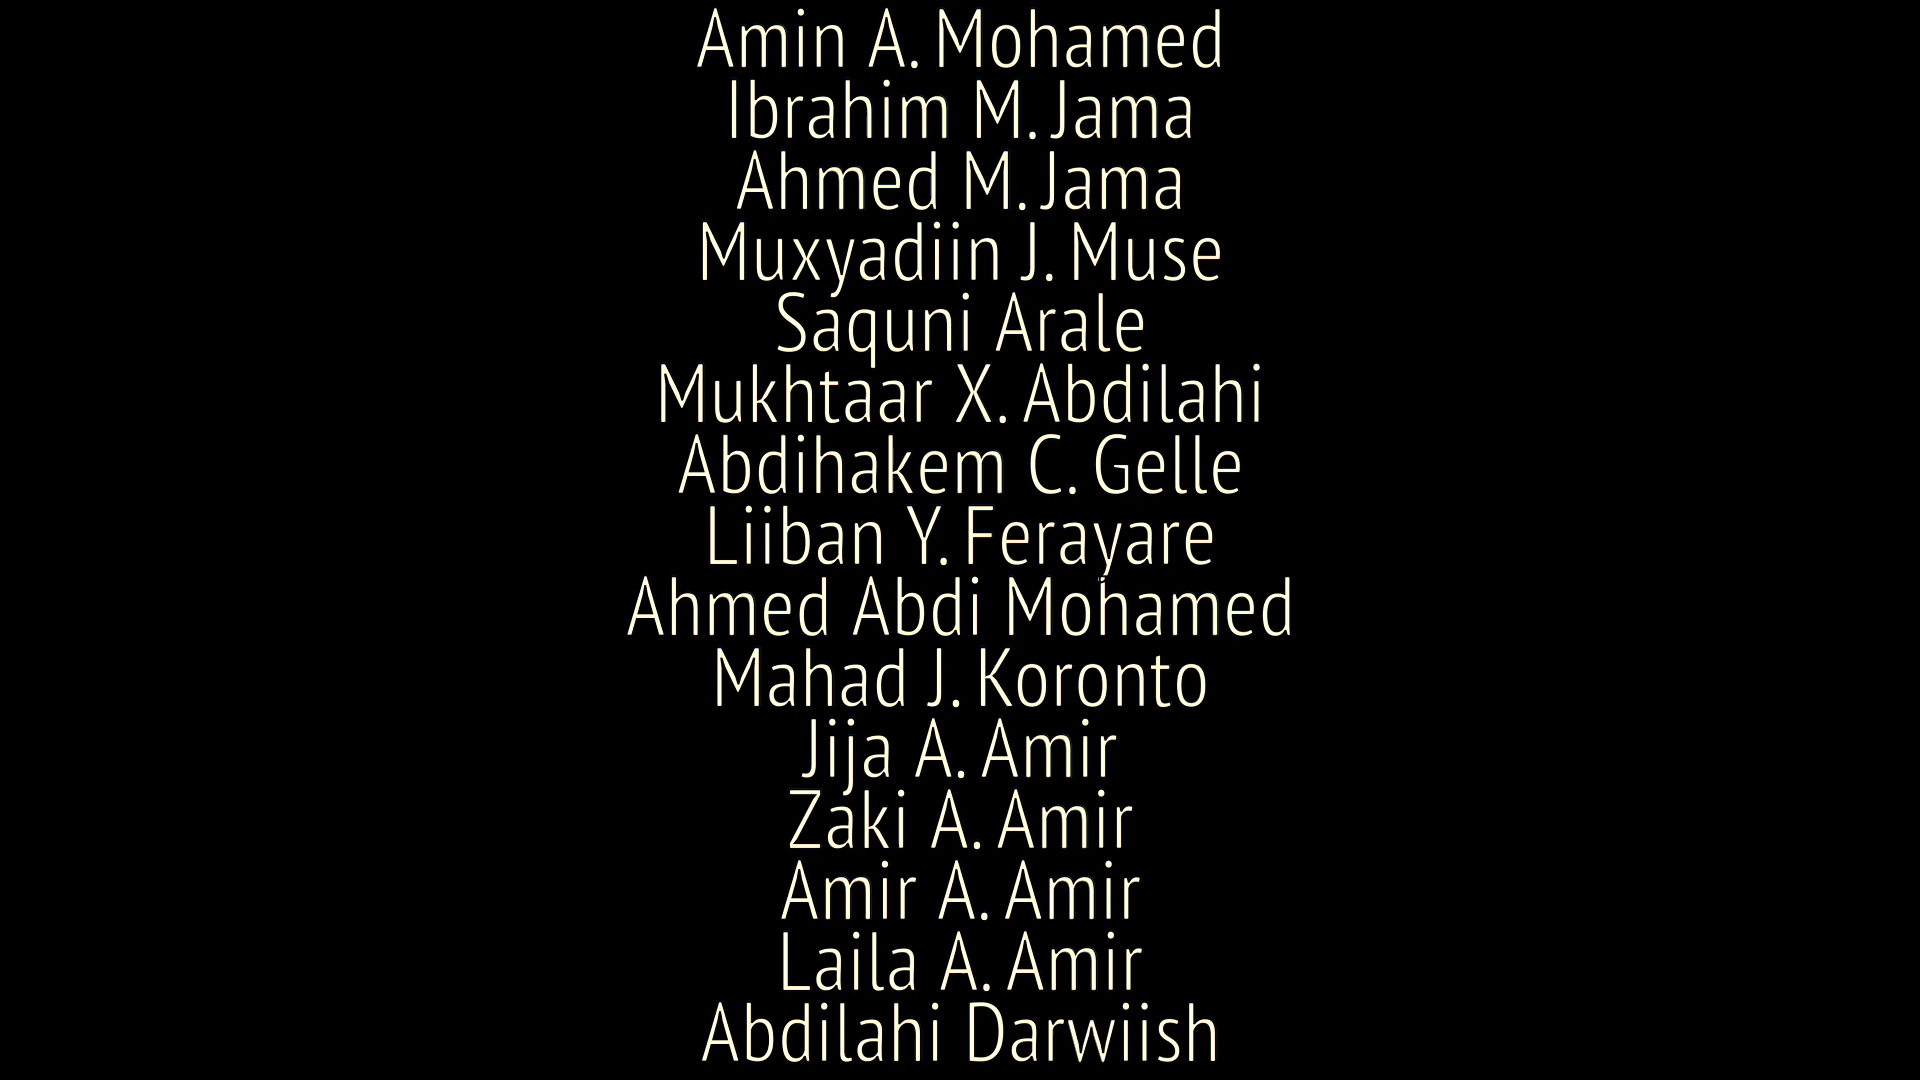 Amin A. Mohamed
Ibrahim M. Jama
Ahmed M. Jama
Muxyadiin J. Muse
Saquni Arale
Mukhtaar X. Abdilahi
Abdihakem C. Gelle
Liiban Y. Ferayare
Ahmed Abdi Mohamed
Mahad J. Koronto
Jija A. Amir
Zaki A. Amir
Amir A. Amir
Laila A. Amir
Abdilahi Darwiish